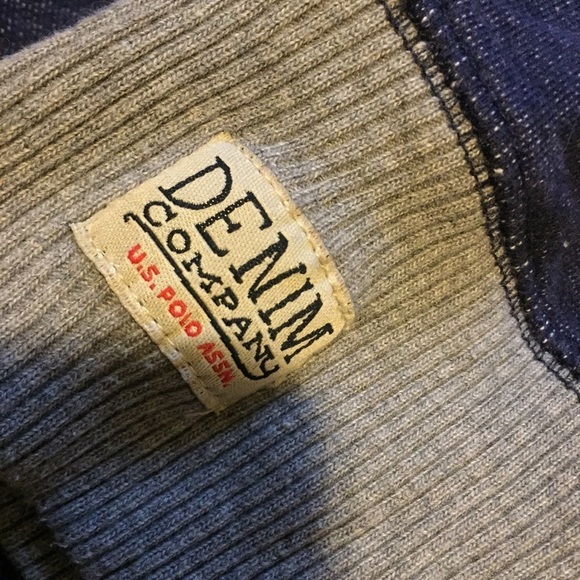 DENIM
COMPANY
U.S. POLO ASSN.